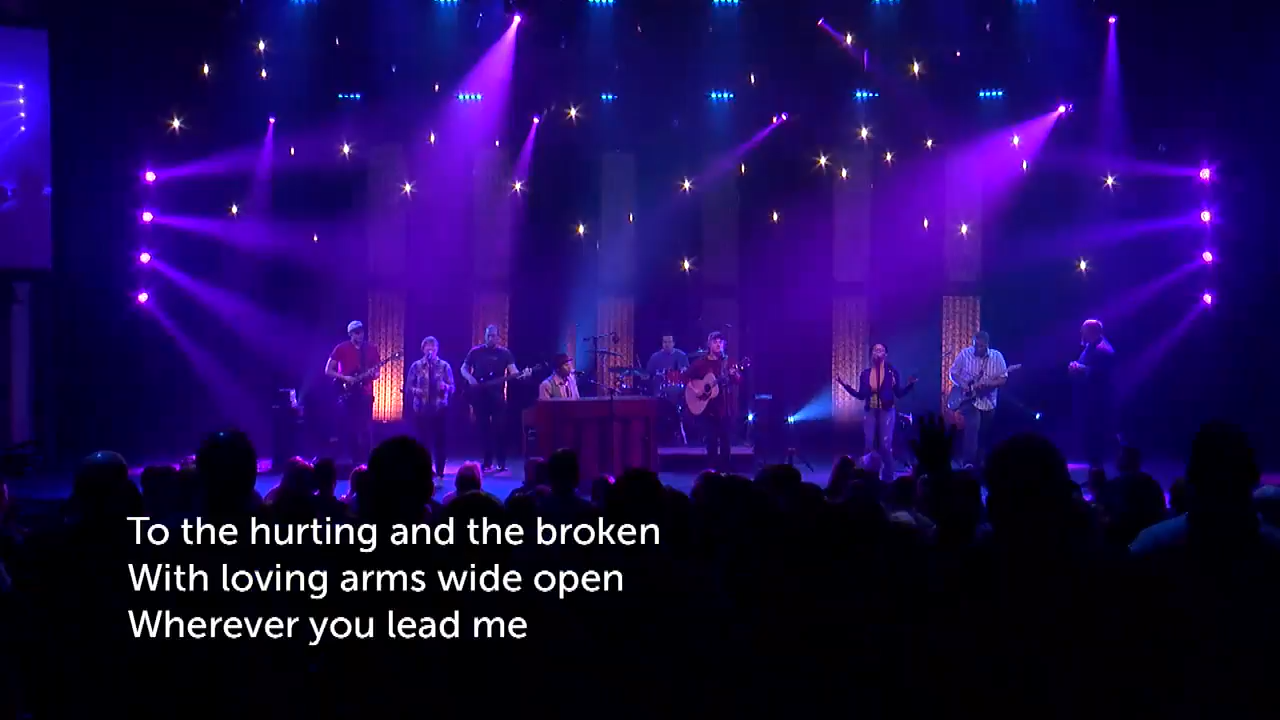 To the hurting and the broken
With loving arms wide open
Wherever you lead me